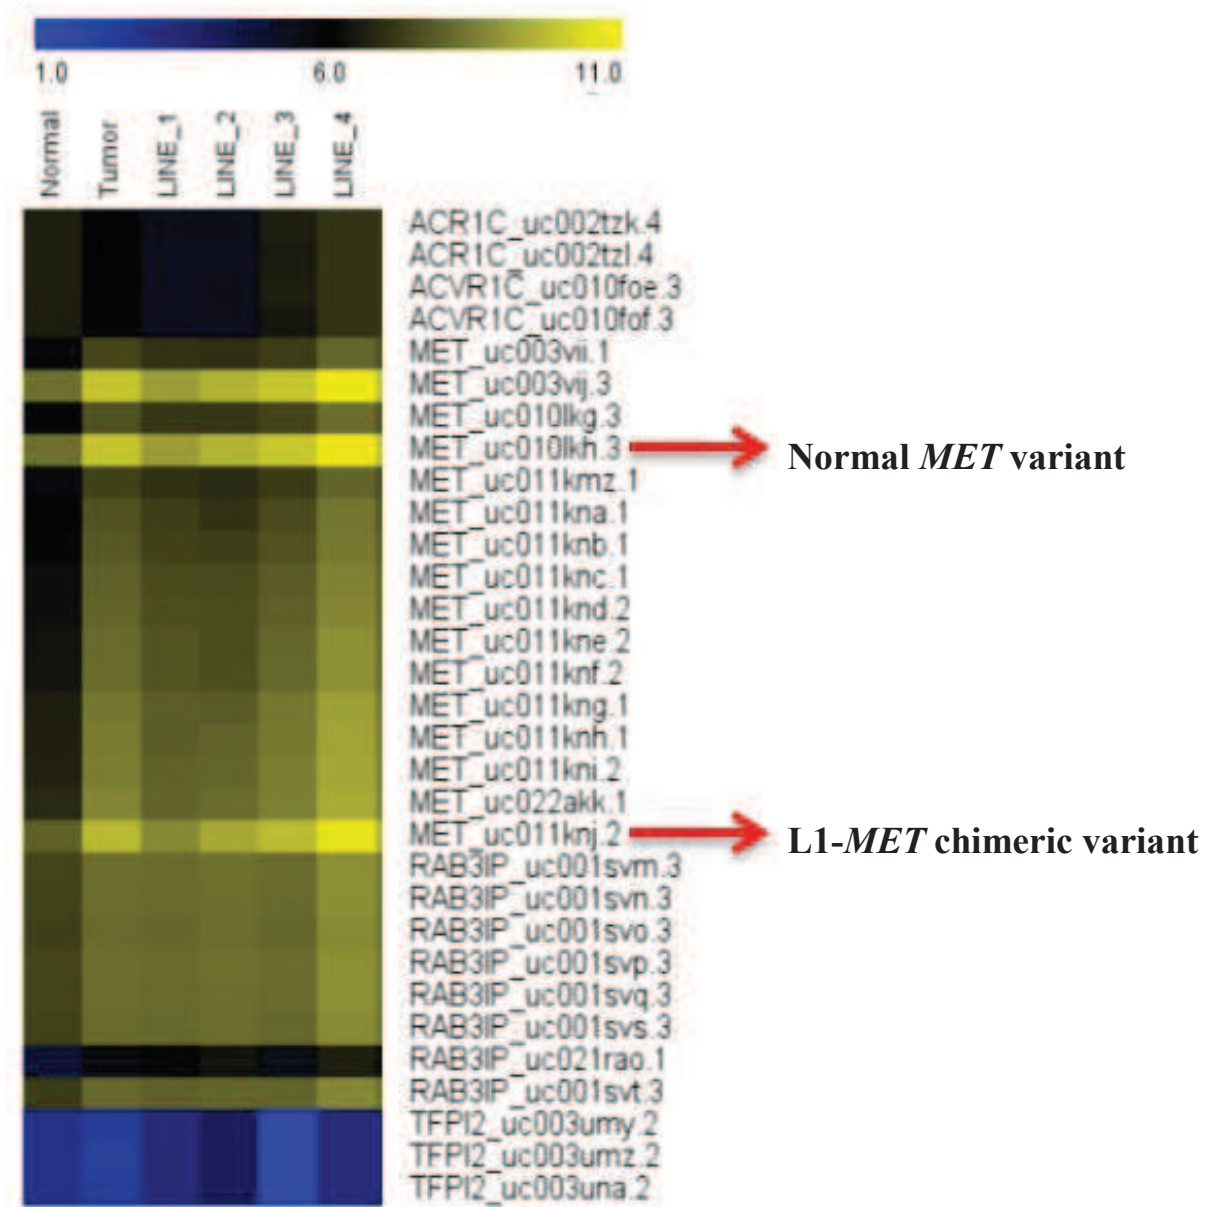 1.0 6.0 11.0
Normal Tumor LINE_1 LINE_2 LINE_3 LINE_4
ACR1C_uc002tzk.4
ACR1C_uc002tzl.4
ACVR1C_uc010foe.3
ACVR1C_uc010fof.3
MET_uc003vii.1
MET_uc003vij.3
MET_uc010lkg.3
MET_uc010lkh.3 Normal MET variant
MET_uc011kmz.1
MET_uc011kna.1
MET_uc011knb.1
MET_uc011knc.1
MET_uc011knd.2
MET_uc011kne.2
MET_uc011knf.2
MET_uc011kng.1
MET_uc011knh.1
MET_uc011kni.2
MET_uc022akk.1
MET_uc011knj.2 L1-MET chimeric variant
RAB3IP_uc001svm.3
RAB3IP_uc001svn.3
RAB3IP_uc001svo.3
RAB3IP_uc001svp.3
RAB3IP_uc001svq.3
RAB3IP_uc001svs.3
RAB3IP_uc021rao.1
RAB3IP_uc001svt.3
TFPI2_uc003umy.2
TFPI2_uc003umz.2
TFPI2_uc003una.2